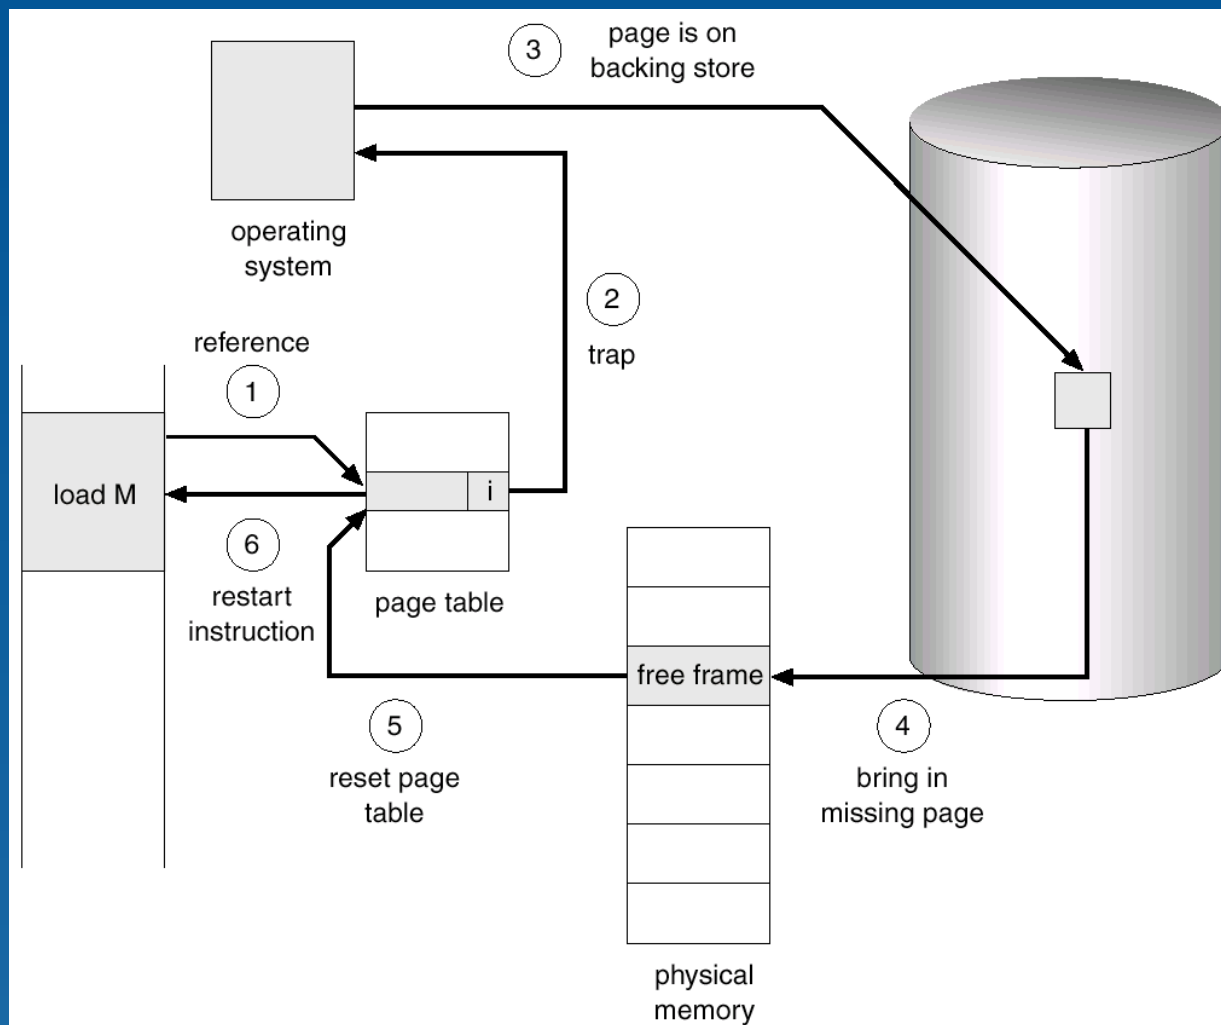 3
page is on
backing store
operating
system
2
trap
reference
1
load M
i
6
restart
instruction
page table
free frame
5
reset page
table
4
bring in
missing page
physical
memory